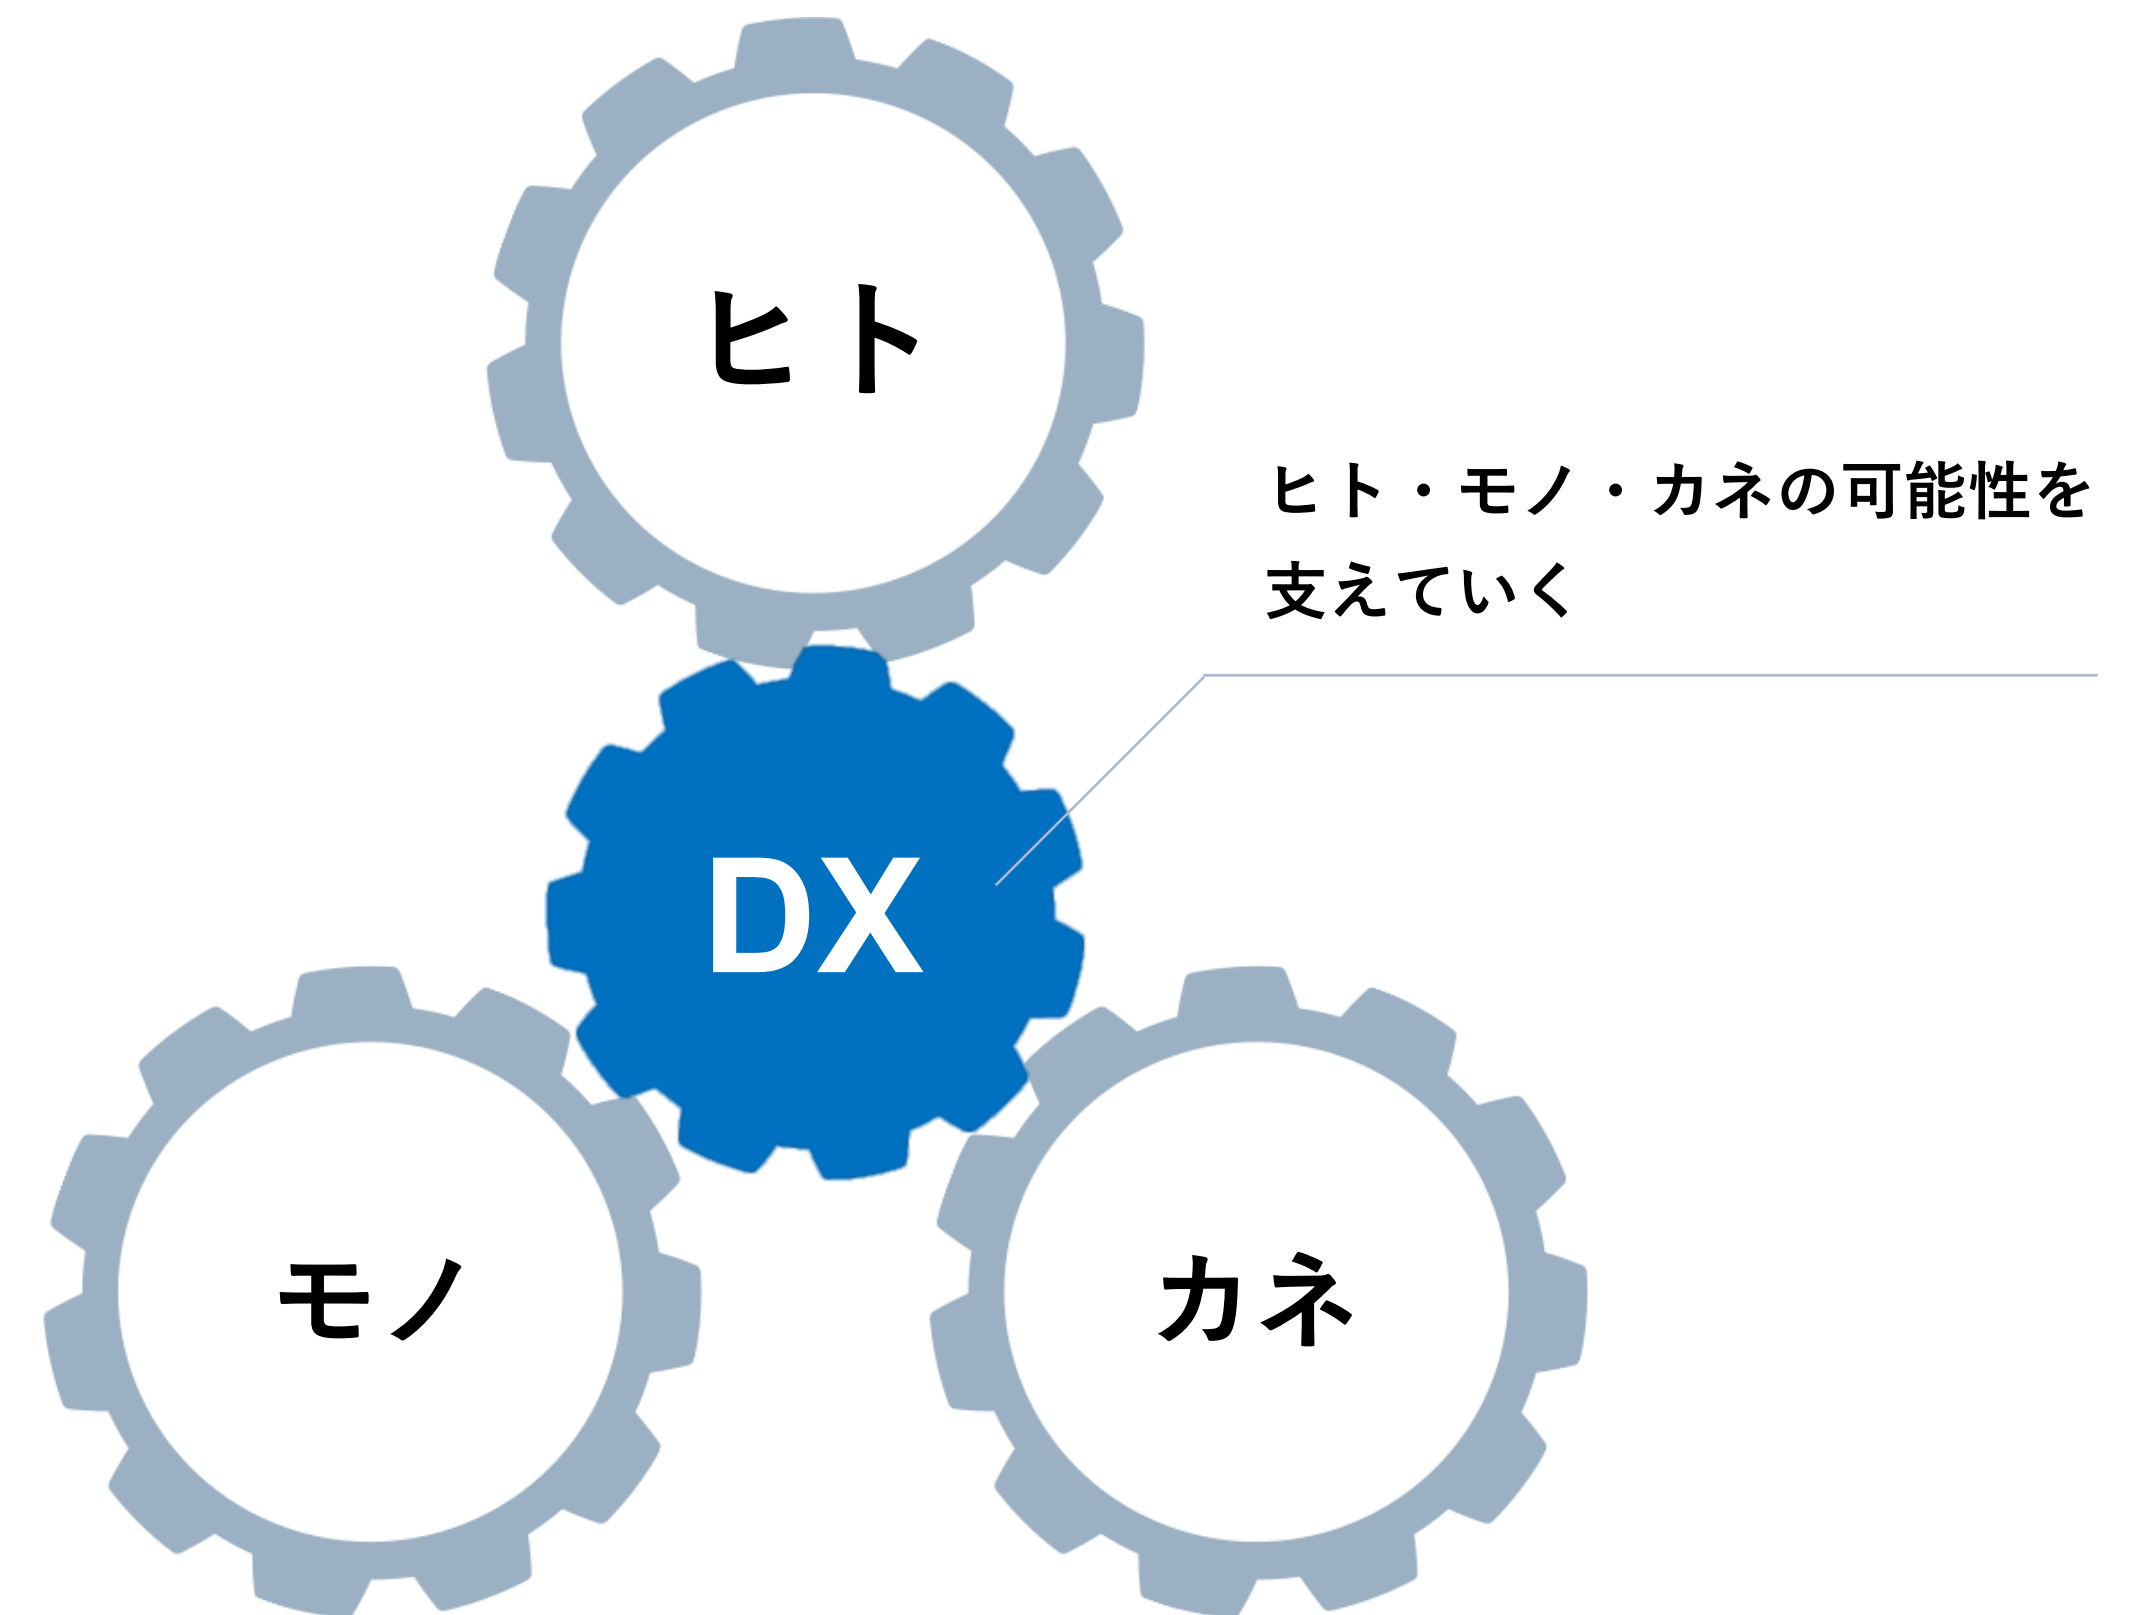 ヒト
ヒト・モノ・カネの可能性を
支えていく
DX
モノ
カネ